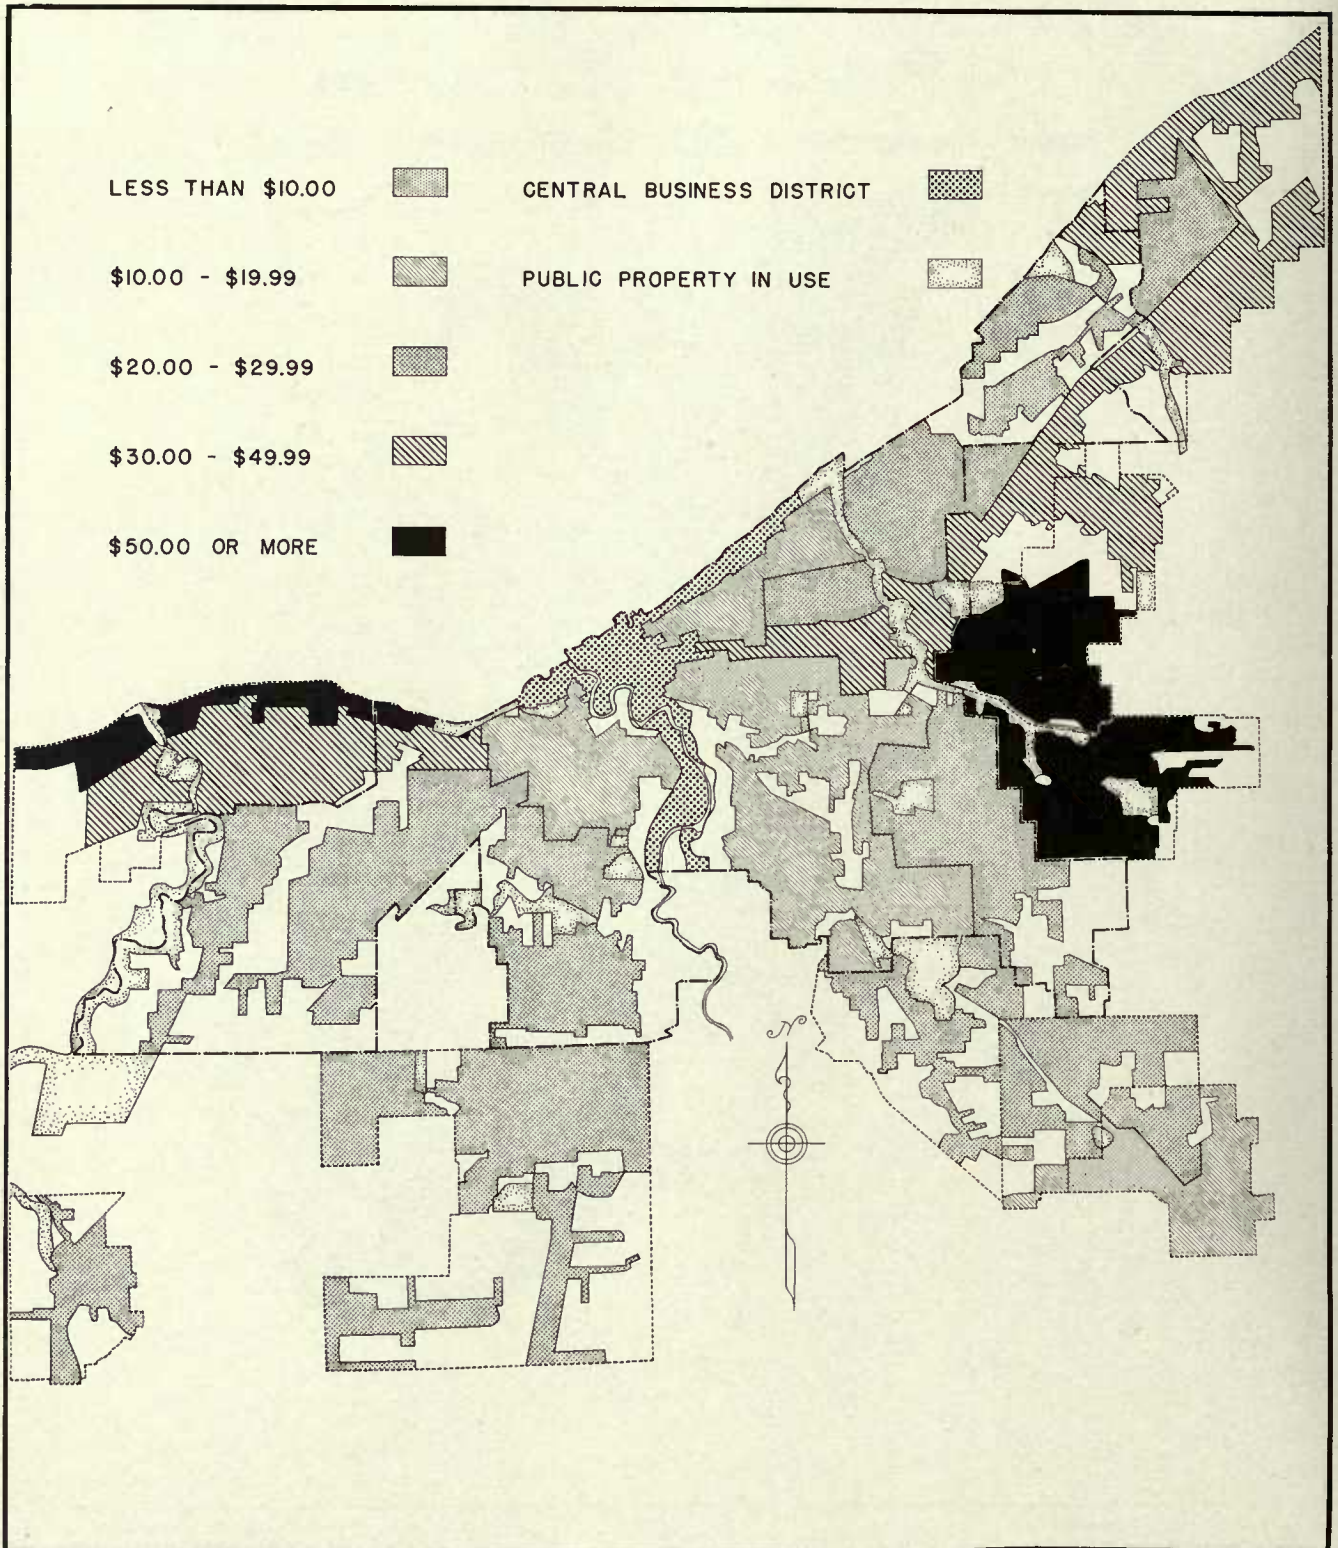 LESS THAN $10.00
$10.00 - $19.99
$20.00 - $29.99
$30.00 - $49.99
$50.00 OR MORE
CENTRAL BUSINESS DISTRICT
PUBLIC PROPERTY IN USE
N